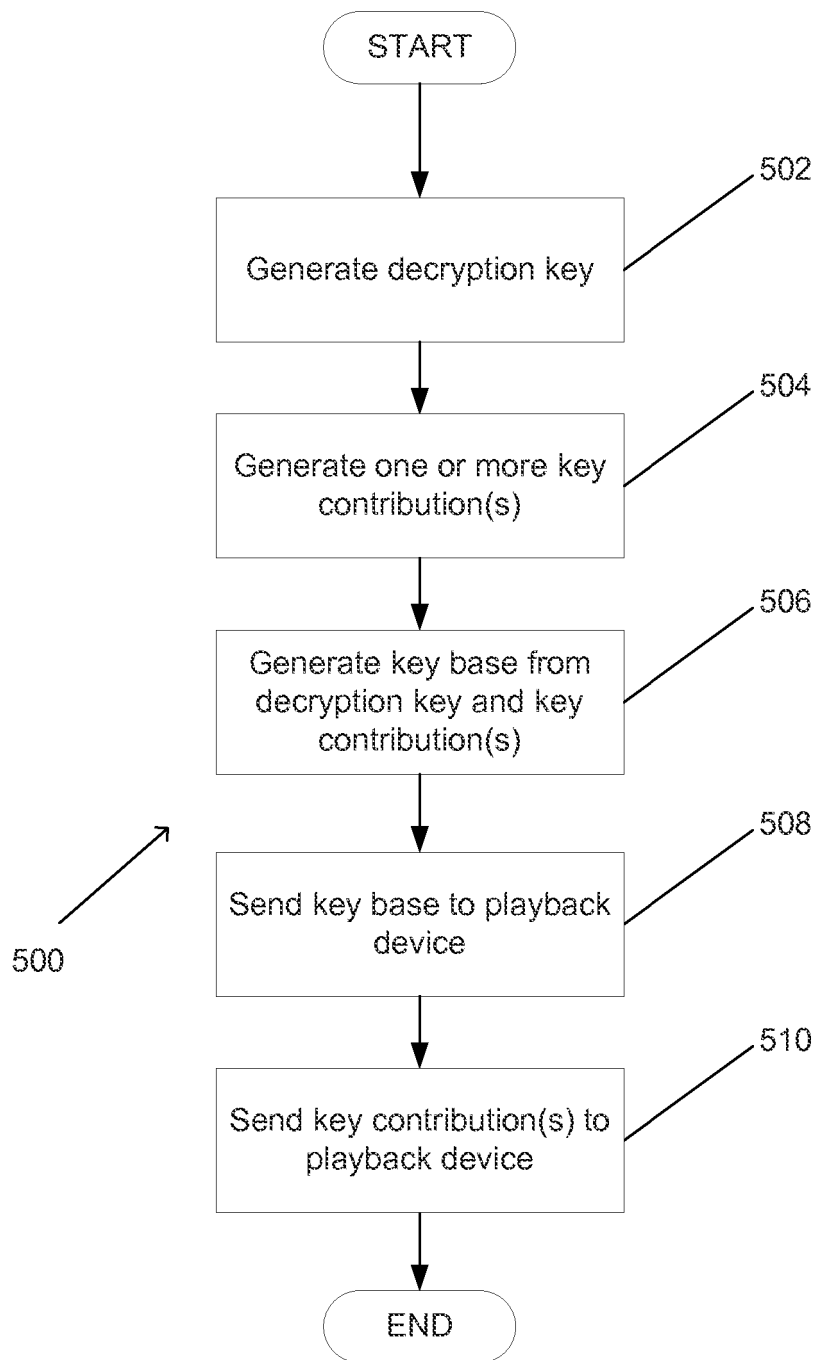 START
502
Generate decryption key
504
Generate one or more key
contribution(s)
506
Generate key base from
decryption key and key
contribution(s)
508
Send key base to playback
device
500
510
Send key contribution(s) to
playback device
END